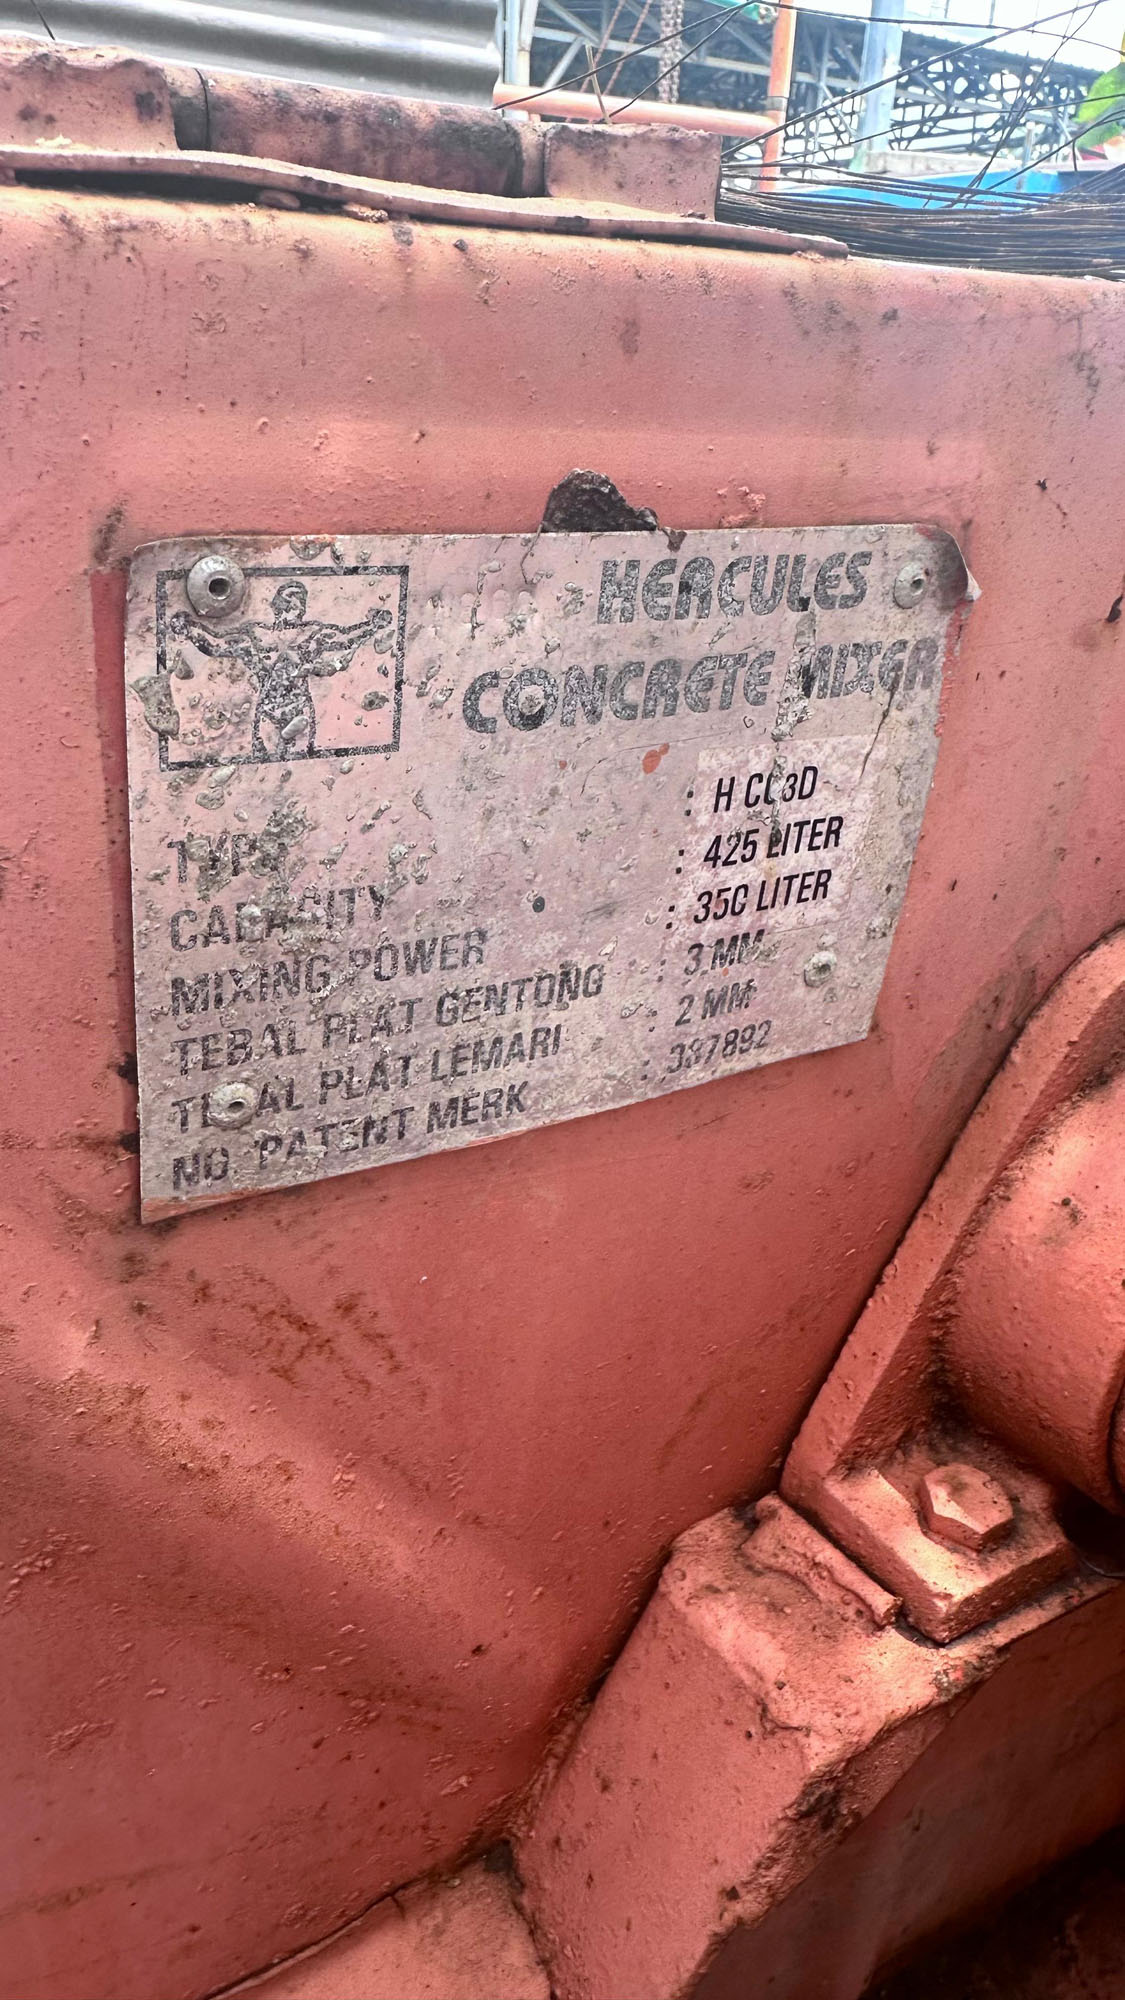 HERCULES
CONCRETE MIXER
TYPE : H
CAPACITY : 425 LITER
MIXING POWER : 350 LITER
TEBAL PLAT GENTONG : 3 MM
TEBAL PLAT LEMARI : 2 MM
NO. PATENT MERK : 387892